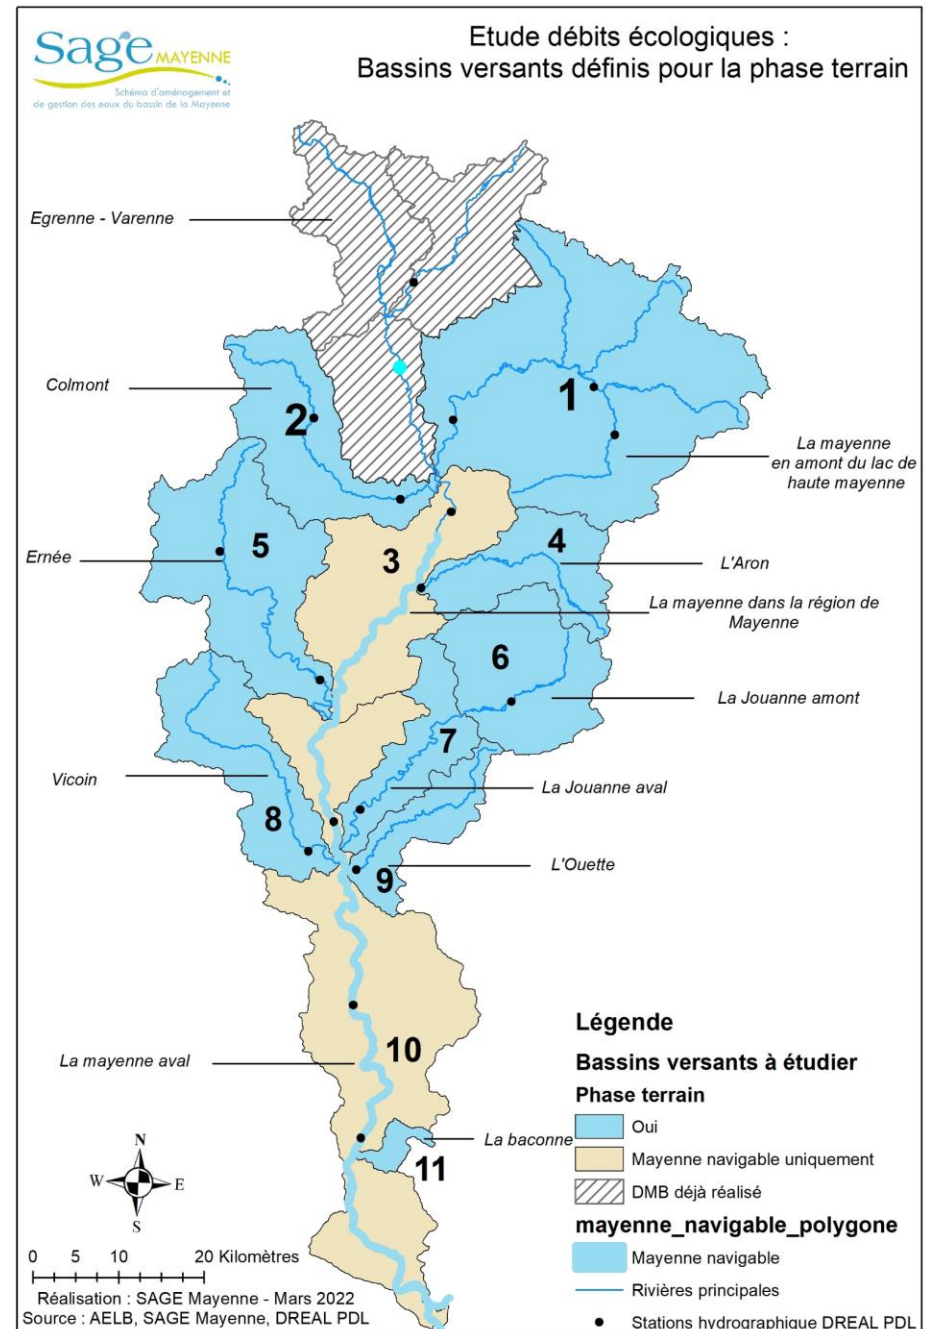 Sage MAYENNE
Schéma d'aménagement et
de gestion des eaux du bassin de la Mayenne
Etude débits écologiques :
Bassins versants définis pour la phase terrain
Egrenne - Varenne
Colmont
2
1
La mayenne
en amont du lac de
haute mayenne
Ernée
5
3
4
L'Aron
La mayenne dans la région de
Mayenne
6
La Jouanne amont
7
Vicoin
La Jouanne aval
8
L'Ouette
9
La mayenne aval
10
La baconne
11
Légende
Bassins versants à étudier
Phase terrain
Oui
Mayenne navigable uniquement
DMB déjà réalisé
mayenne_navigable_polygone
Mayenne navigable
Rivières principales
Stations hydrographique DREAL PDL
N
W
E
S
0 5 10 20 Kilomètres
Réalisation : SAGE Mayenne - Mars 2022
Source : AELB, SAGE Mayenne, DREAL PDL